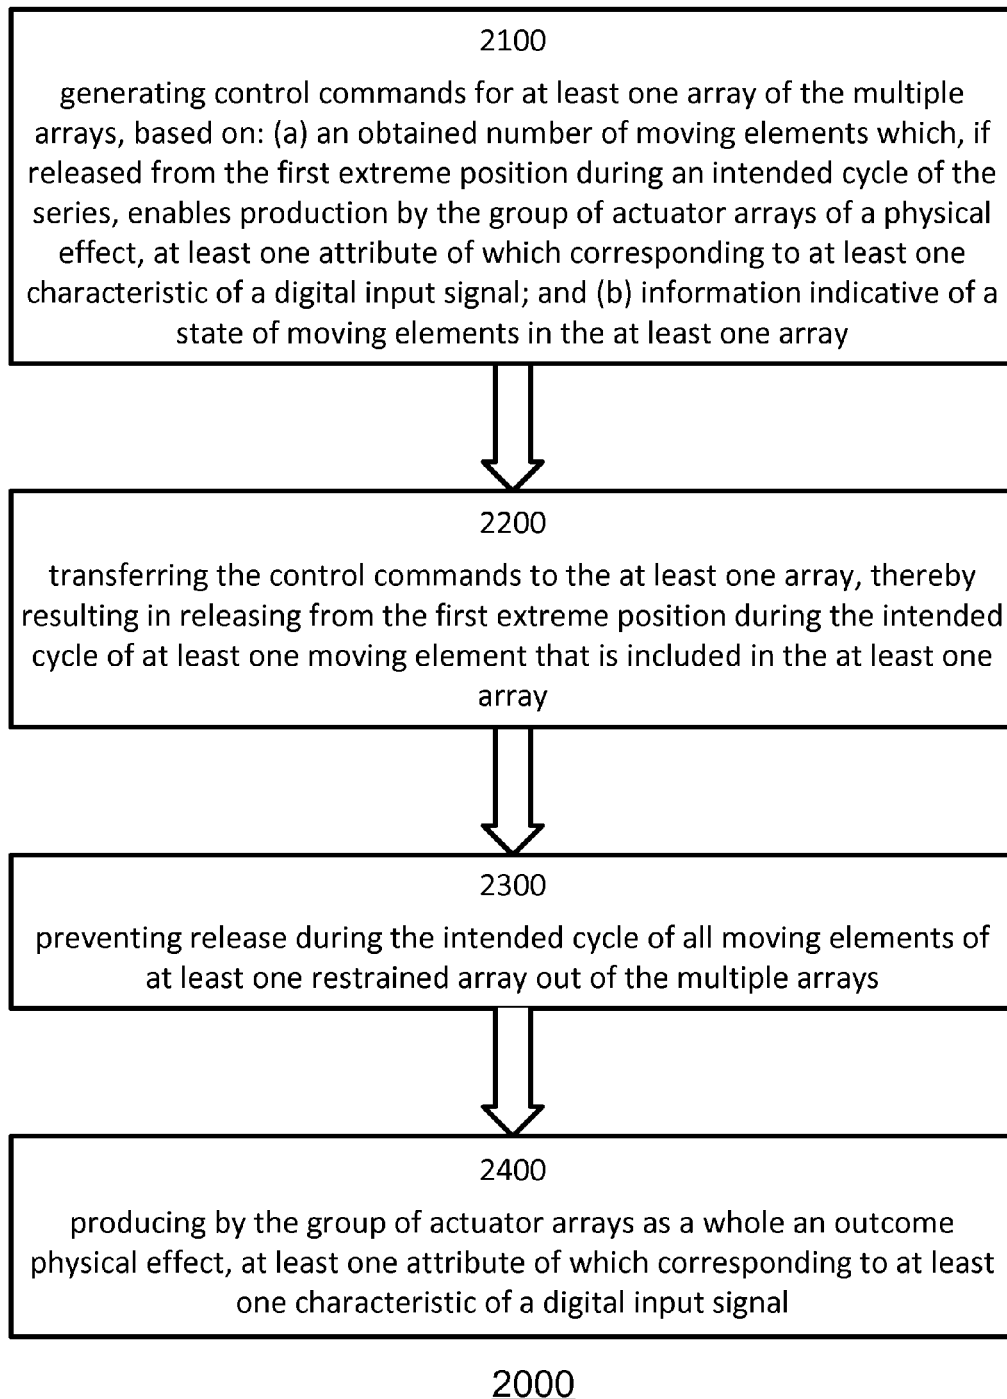 2100
generating control commands for at least one array of the multiple
arrays, based on: (a) an obtained number of moving elements which, if
released from the first extreme position during an intended cycle of the
series, enables production by the group of actuator arrays of a physical
effect, at least one attribute of which corresponding to at least one
characteristic of a digital input signal; and (b) information indicative of a
state of moving elements in the at least one array
2200
transferring the control commands to the at least one array, thereby
resulting in releasing from the first extreme position during the intended
cycle of at least one moving element that is included in the at least one
array
2300
preventing release during the intended cycle of all moving elements of
at least one restrained array out of the multiple arrays
2400
producing by the group of actuator arrays as a whole an outcome
physical effect, at least one attribute of which corresponding to at least
one characteristic of a digital input signal
2000